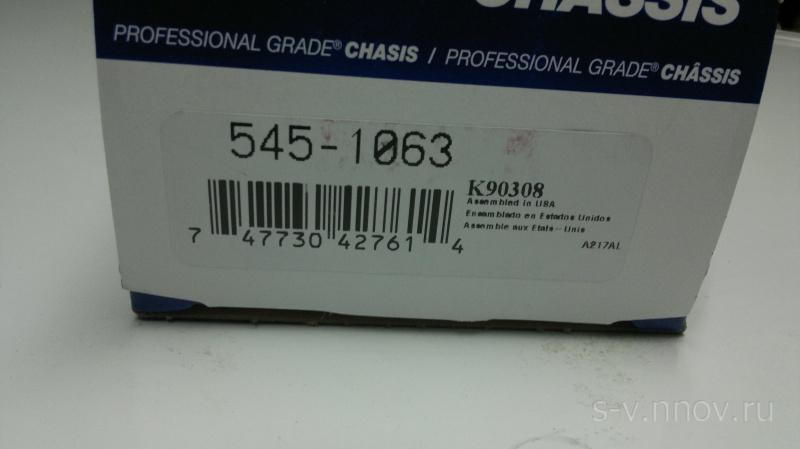 CHASSIS
PROFESSIONAL GRADE® CHASIS / PROFESSIONAL GRADE® CHÂSSIS
545-1063
K90308
Assembled in USA
Ensamblado en Estados Unidos
Assemble aux Etats-Unis
A217AL
7 47730 42761 4
s-v.nnov.ru